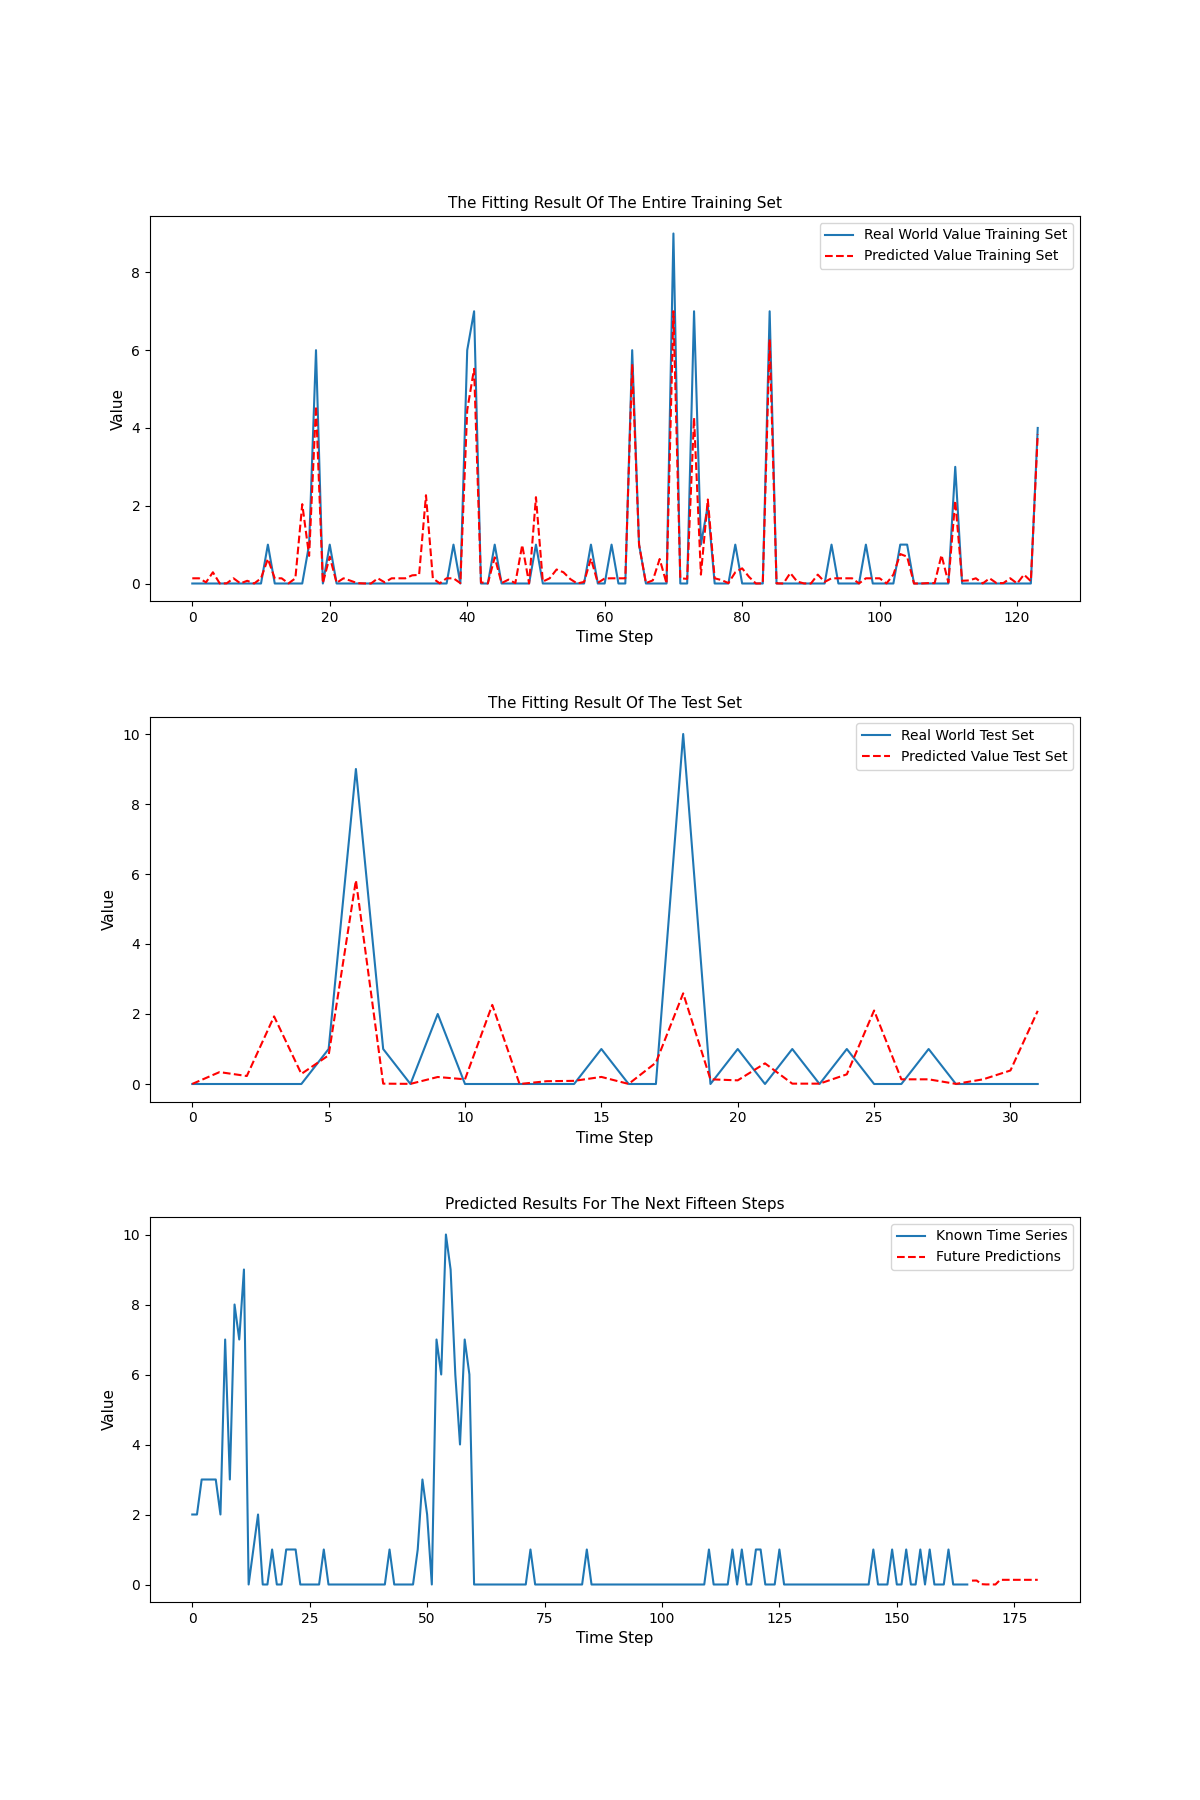 The Fitting Result Of The Entire Training Set
Real World Value Training Set
Predicted Value Training Set
Value
8
6
4
2
0
0 20 40 60 80 100 120
Time Step
The Fitting Result Of The Test Set
Real World Test Set
Predicted Value Test Set
Value
10
8
6
4
2
0
0 5 10 15 20 25 30
Time Step
Predicted Results For The Next Fifteen Steps
Known Time Series
Future Predictions
Value
10
8
6
4
2
0
0 25 50 75 100 125 150 175
Time Step